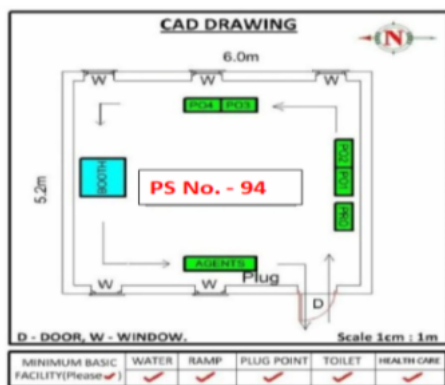 CAD DRAWING
N
6.0m
W W W
PO4 PO3
5.2m
BOOTH
PO2
PO1
PRO
PS No. - 94
AGENTS
Plug
W W
D
D - DOOR, W - WINDOW.
Scale 1cm : 1m
MINIMUM BASIC FACILITY(Please ✓) WATER RAMP PLUG POINT TOILET HEALTH CARE
✓ ✓ ✓ ✓ ✓